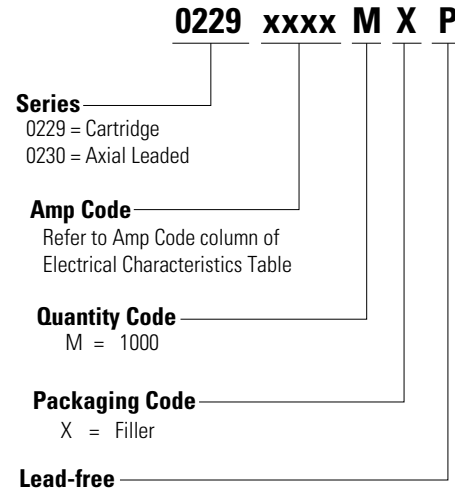 0229 xxxx M X P
Series
0229 = Cartridge
0230 = Axial Leaded
Amp Code
Refer to Amp Code column of
Electrical Characteristics Table
Quantity Code
M = 1000
Packaging Code
X = Filler
Lead-free